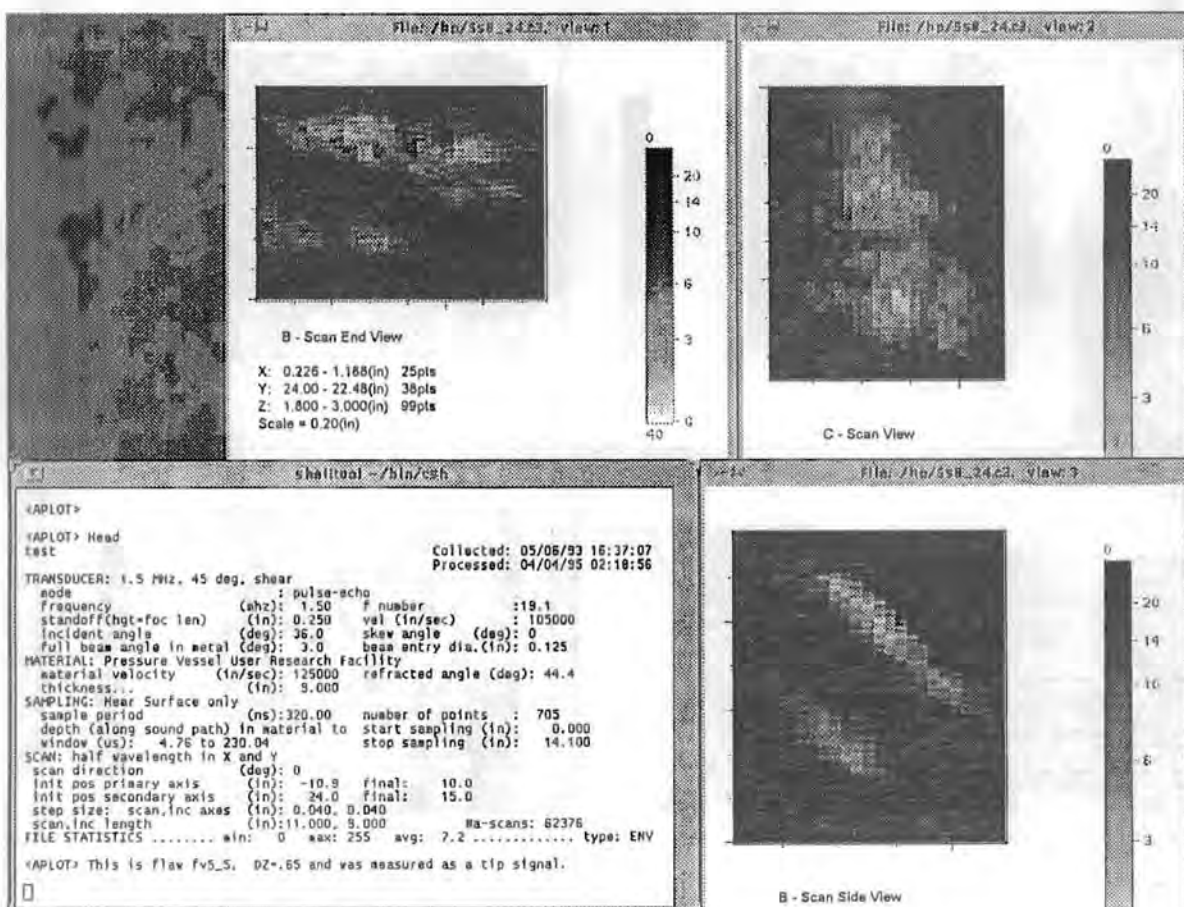 File: /hp/Ss8_24.c3, view:1
B - Scan End View
X: 0.226 - 1.188(in) 25pts
Y: 24.00 - 22.48(in) 38pts
Z: 1.800 - 3.000(in) 99pts
Scale = 0.20(in)
0
20
14
10
6
3
0
40
File: /hp/Ss8_24.c3, view:2
C - Scan View
0
20
14
10
6
3
shelltool - /bin/csh
<APLOT>
<APLOT> Head
test Collected: 05/06/93 16:37:07
Processed: 04/04/95 02:18:56
TRANSDUCER: 1.5 MHz, 45 deg, shear
mode : pulse-echo
frequency (mhz): 1.50 f number :19.1
standoff(hgt*foc len) (in): 0.250 vel (in/sec) : 105000
incident angle (deg): 36.0 skew angle (deg): 0
full beam angle in metal (deg): 3.0 beam entry dia.(in): 0.125
MATERIAL: Pressure Vessel User Research Facility
material velocity (in/sec): 125000 refracted angle (deg): 44.4
thickness... (in): 9.000
SAMPLING: Near Surface only
sample period (ns):320.00 number of points : 705
depth (along sound path) in material to start sampling (in): 0.000
window (us): 4.76 to 230.04 stop sampling (in): 14.100
SCAN: half wavelength in X and Y
scan direction (deg): 0
init pos primary axis (in): -10.9 final: 10.0
init pos secondary axis (in): 24.0 final: 15.0
step size: scan,inc axes (in): 0.040, 0.040
scan,inc length (in):11.000, 9.000 #a-scans: 62376
FILE STATISTICS ........ min: 0 max: 255 avg: 7.2 ............. type: ENV
<APLOT> This is flaw fv5_5, DZ=.65 and was measured as a tip signal.
File: /hp/Ss8_24.c3, view:3
B - Scan Side View
0
20
14
10
6
3